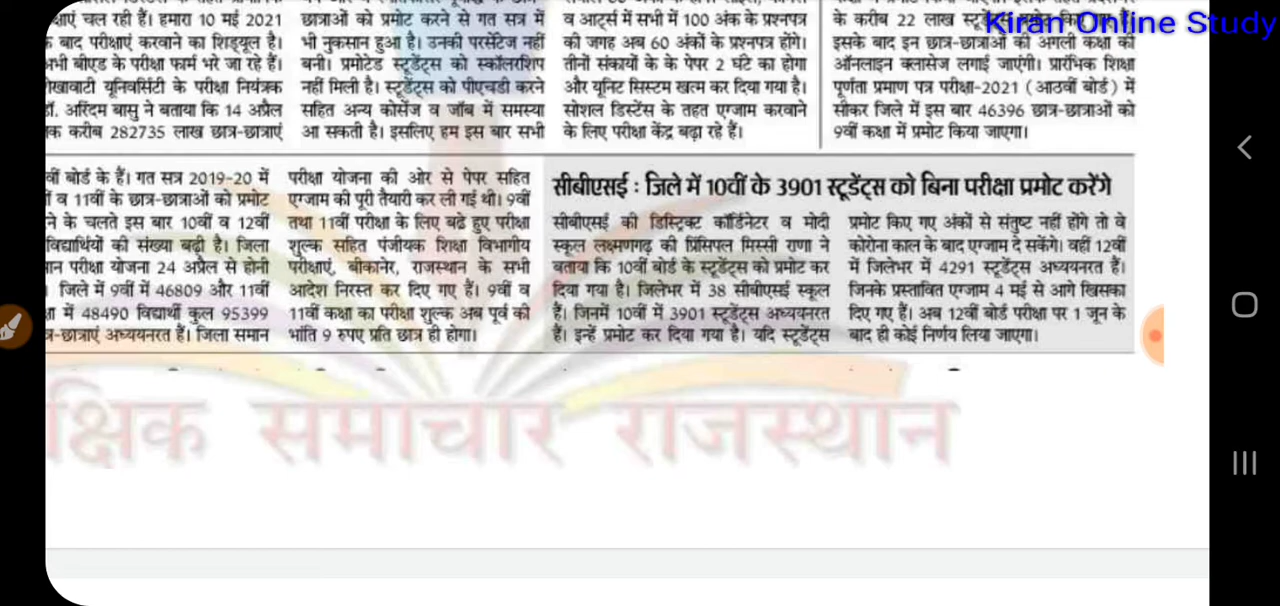 Kiran Online Study
क्षाएं चल रही हैं। हमारा 10 मई 2021
के बाद परीक्षाएं करवाने का शिड्यूल है।
अभी बीएड के परीक्षा फार्म भरे जा रहे हैं।
शेखावाटी यूनिवर्सिटी के परीक्षा नियंत्रक
डॉ. अरिंदम बासु ने बताया कि 14 अप्रैल
तक करीब 282735 लाख छात्र-छात्राएं
छात्राओं को प्रमोट करने से गत सत्र में
भी नुकसान हुआ है। उनकी परसेंटेज नहीं
बनी। प्रमोटेड स्टूडेंट्स को स्कॉलरशिप
नहीं मिली है। स्टूडेंट्स को पीएचडी करने
सहित अन्य कोर्सेज व जॉब में समस्या
आ सकती है। इसलिए हम इस बार सभी
व आर्ट्स में सभी में 100 अंक के प्रश्नपत्र
की जगह अब 60 अंकों के प्रश्नपत्र होंगे।
तीनों संकायों के के पेपर 2 घंटे का होगा
और यूनिट सिस्टम खत्म कर दिया गया है।
सोशल डिस्टेंस के तहत एग्जाम करवाने
के लिए परीक्षा केंद्र बढ़ा रहे हैं।
के करीब 22 लाख
इसके बाद इन छात्र-छात्राओं की अगली कक्षा की
ऑनलाइन क्लासेज लगाई जाएंगी। प्रारंभिक शिक्षा
पूर्णता प्रमाण पत्र परीक्षा-2021 (आठवीं बोर्ड) में
सीकर जिले में इस बार 46396 छात्र-छात्राओं को
9वीं कक्षा में प्रमोट किया जाएगा।
वीं बोर्ड के हैं। गत सत्र 2019-20 में
व 11वीं के छात्र-छात्राओं को प्रमोट
ने के चलते इस बार 10वीं व 12वीं
विद्यार्थियों की संख्या बढ़ी है। जिला
मान परीक्षा योजना 24 अप्रैल से होनी
जिले में 9वीं में 46809 और 11वीं
में 48490 विद्यार्थी कुल 95399
त्र-छात्राएं अध्ययनरत हैं। जिला समान
परीक्षा योजना की ओर से पेपर सहित
एग्जाम की पूरी तैयारी कर ली गई थी। 9वीं
तथा 11वीं परीक्षा के लिए बढे हुए परीक्षा
शुल्क सहित पंजीयक शिक्षा विभागीय
परीक्षाएं, बीकानेर, राजस्थान के सभी
आदेश निरस्त कर दिए गए हैं। 9वीं व
11वीं कक्षा का परीक्षा शुल्क अब पूर्व की
भांति 9 रुपए प्रति छात्र ही होगा।
सीबीएसई : जिले में 10वीं के 3901 स्टूडेंट्स को बिना परीक्षा प्रमोट करेंगे
सीबीएसई की डिस्ट्रिक्ट कॉर्डिनेटर व मोदी
स्कूल लक्ष्मणगढ़ की प्रिंसिपल मिस्सी राणा ने
बताया कि 10वीं बोर्ड के स्टूडेंट्स को प्रमोट कर
दिया गया है। जिलेभर में 38 सीबीएसई स्कूल
हैं। जिनमें 10वीं में 3901 स्टूडेंट्स अध्ययनरत
हैं। इन्हें प्रमोट कर दिया गया है। यदि स्टूडेंट्स
प्रमोट किए गए अंकों से संतुष्ट नहीं होंगे तो वे
कोरोना काल के बाद एग्जाम दे सकेंगे। वहीं 12वीं
में जिलेभर में 4291 स्टूडेंट्स अध्ययनरत हैं।
जिनके प्रस्तावित एग्जाम 4 मई से आगे खिसका
दिए गए हैं। अब 12वीं बोर्ड परीक्षा पर 1 जून के
बाद ही कोई निर्णय लिया जाएगा।
क्षिक समाचार राजस्थान